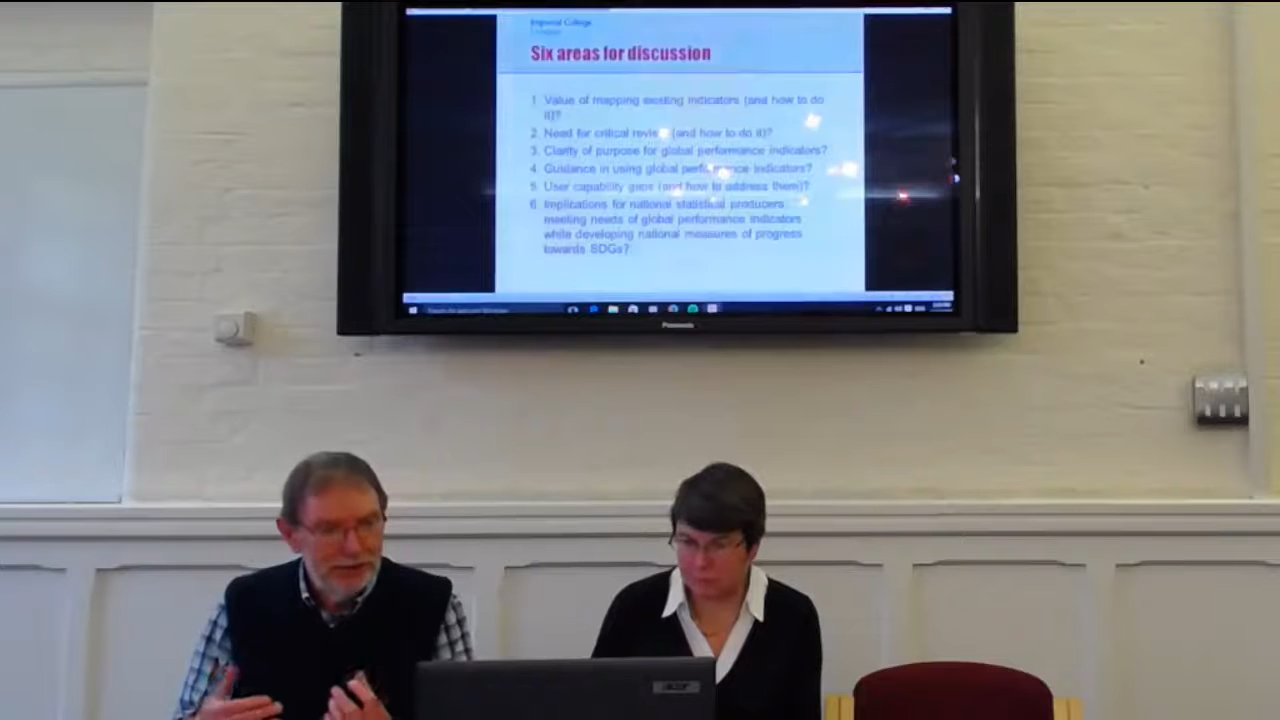 Imperial College
Six areas for discussion
1. Value of mapping existing indicators (and how to do
it)?
2. Need for critical review (and how to do it)?
3. Clarity of purpose for global performance indicators?
4. Guidance in using global performance indicators?
5. User capability gaps (and how to address them)?
6. Implications for national statistical producers
meeting needs of global performance indicators
while developing national measures of progress
towards SDGs?
Panasonic
acer